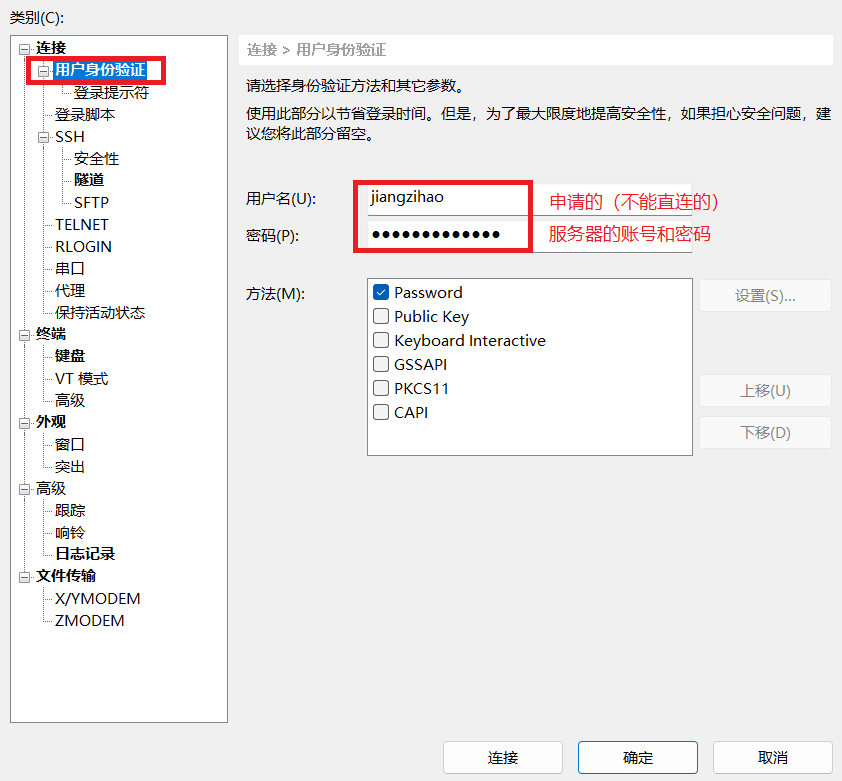 类别(C):
连接
用户身份验证
登录提示符
登录脚本
SSH
安全性
隧道
SFTP
TELNET
RLOGIN
串口
代理
保持活动状态
终端
键盘
VT 模式
高级
外观
窗口
突出
高级
跟踪
响铃
日志记录
文件传输
X/YMODEM
ZMODEM
连接 > 用户身份验证
请选择身份验证方法和其它参数。
使用此部分以节省登录时间。但是，为了最大限度地提高安全性，如果担心安全问题，建
议您将此部分留空。
用户名(U):
jiangzihao
申请的（不能直连的）
密码(P):
●●●●●●●●●●●●●
服务器的账号和密码
方法(M):
Password
Public Key
Keyboard Interactive
GSSAPI
PKCS11
CAPI
设置(S)...
上移(U)
下移(D)
连接
确定
取消